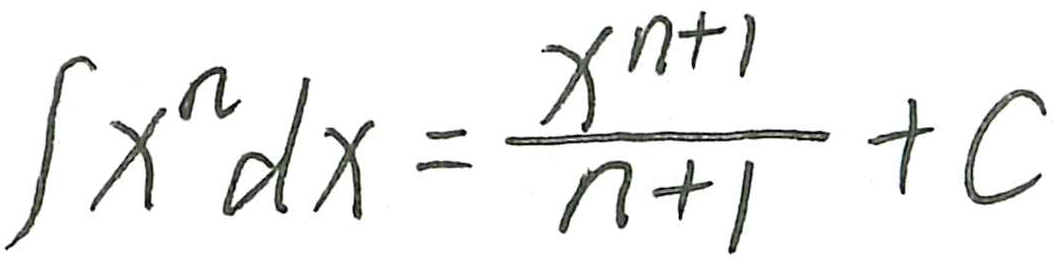 ∫xⁿdx = xⁿ⁺¹/n+1 + C